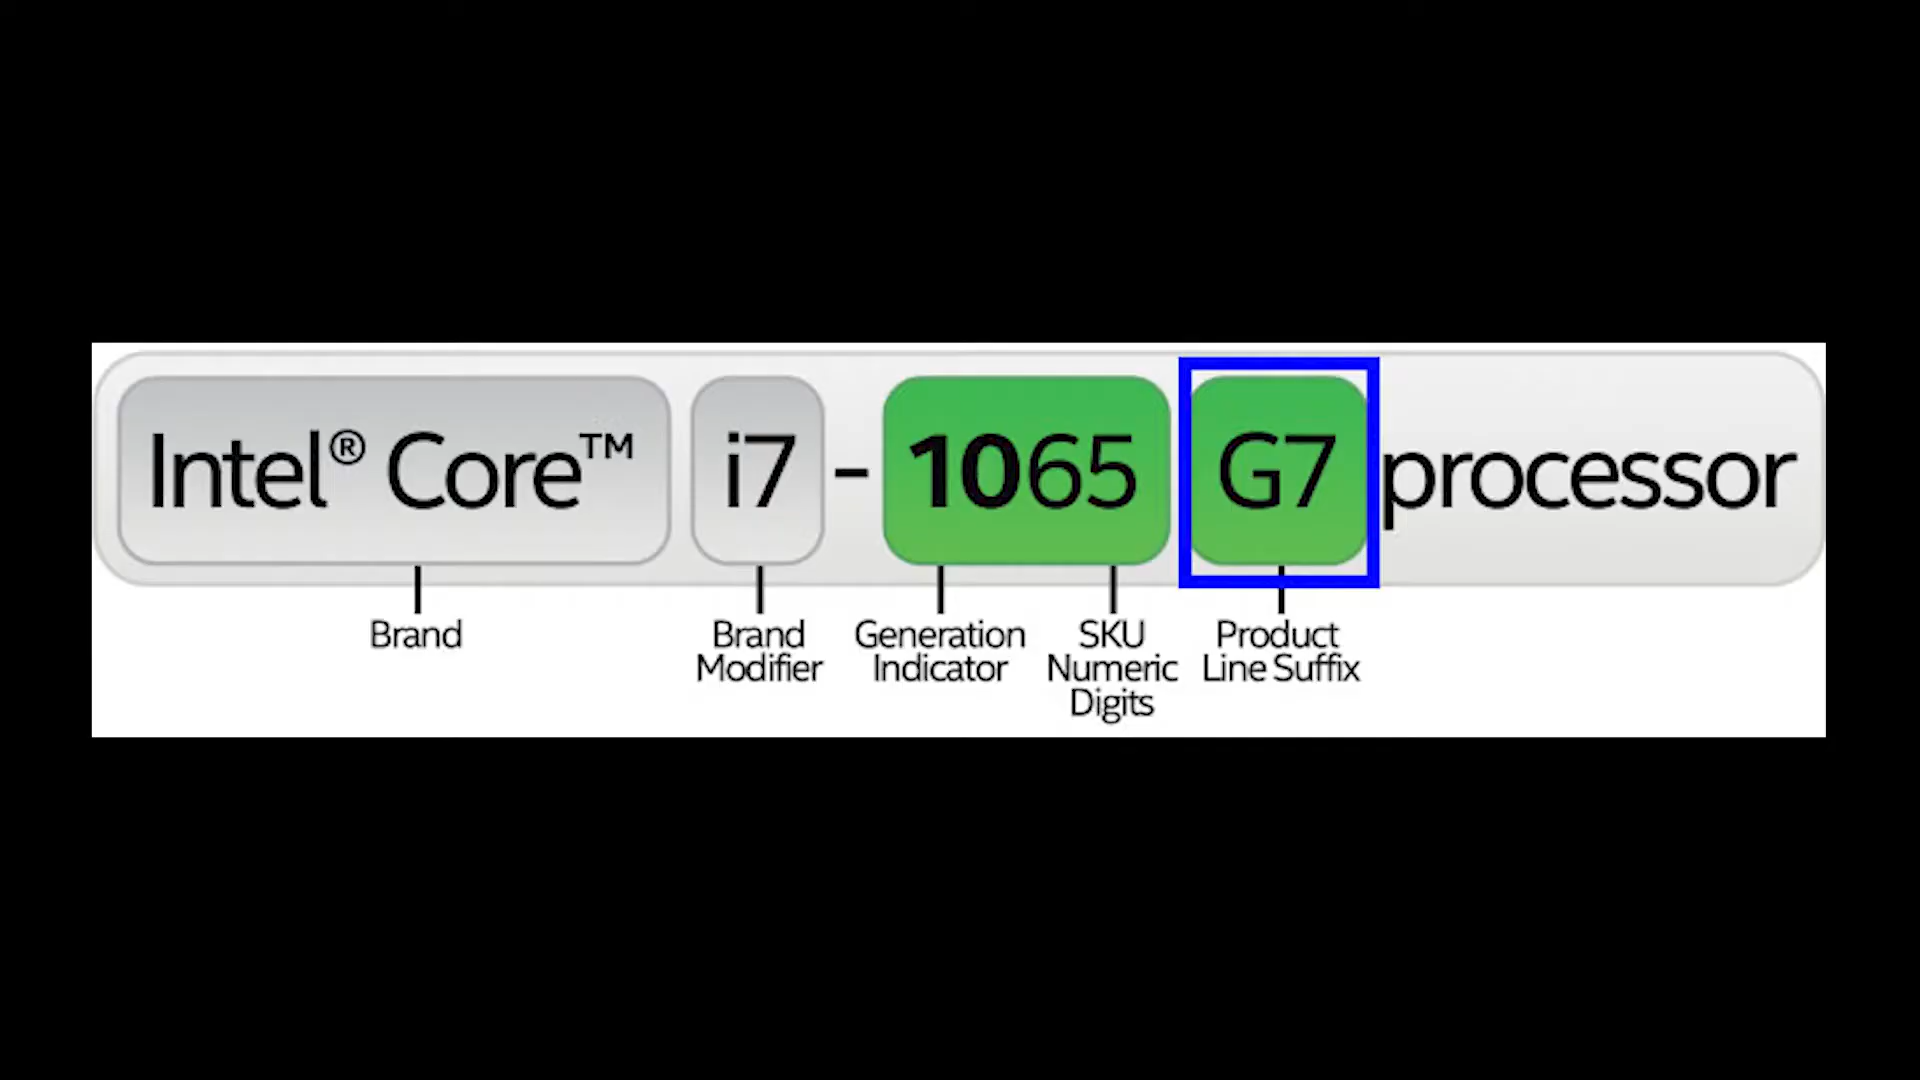 Intel® Core™ i7 - 1065 G7 processor
Brand
Brand Modifier
Generation Indicator
SKU Numeric Digits
Product Line Suffix